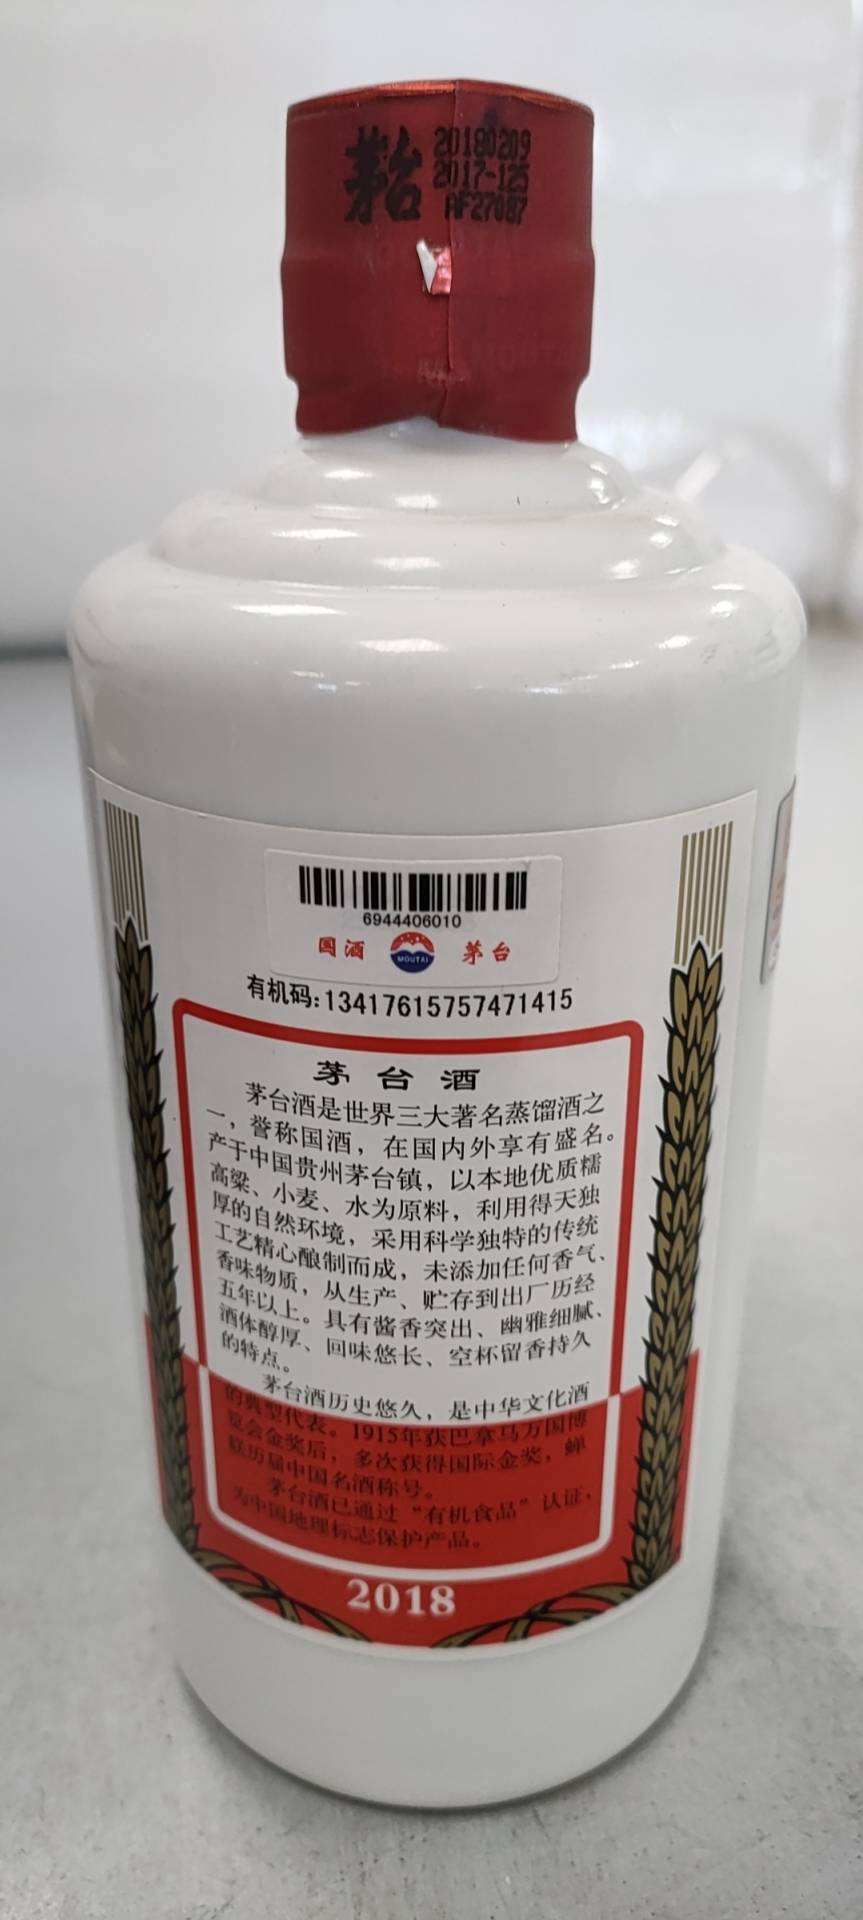 茅台
20180209
2017-125
AF27087
6944406010
国酒
MOUTAI
茅台
有机码:13417615757471415
茅台酒
茅台酒是世界三大著名蒸馏酒之
一，誉称国酒，在国内外享有盛名。
产于中国贵州茅台镇，以本地优质糯
高粱、小麦、水为原料，利用得天独
厚的自然环境，采用科学独特的传统
工艺精心酿制而成，未添加任何香气、
香味物质，从生产、贮存到出厂历经
五年以上。具有酱香突出、幽雅细腻、
酒体醇厚、回味悠长、空杯留香持久
的特点。
茅台酒历史悠久，是中华文化酒
的典型代表。1915年获巴拿马万国博
览会金奖后，多次获得国际金奖，蝉
联历届中国名酒称号。
茅台酒已通过“有机食品”认证，
为中国地理标志保护产品。
2018